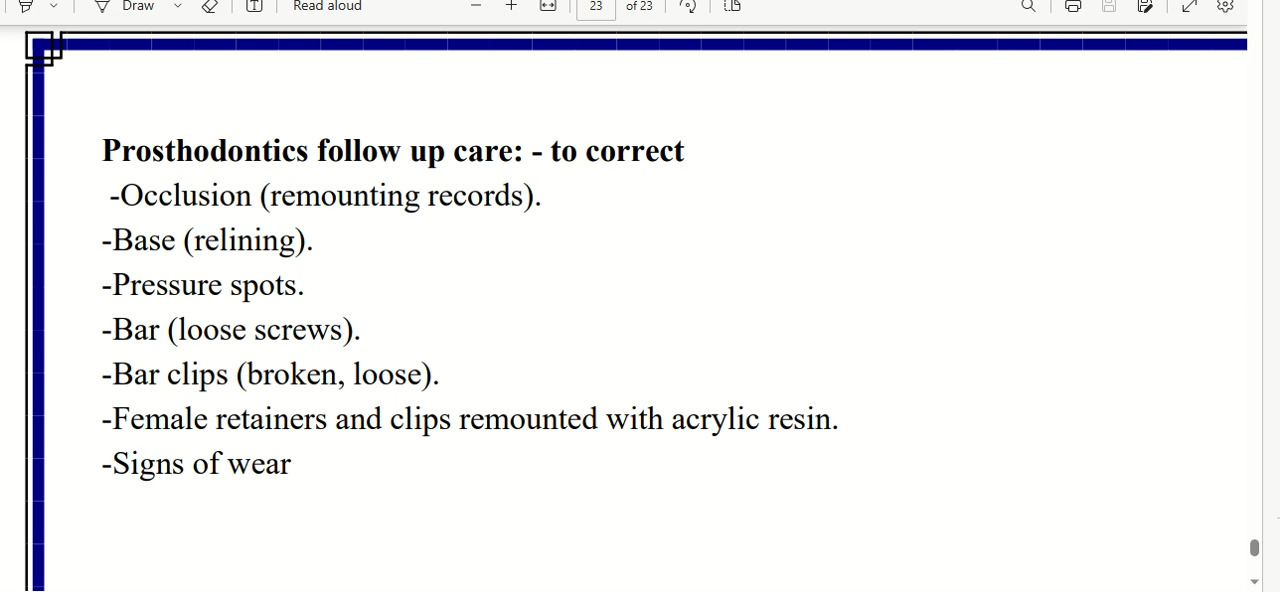 Draw
Read aloud
23
of 23
Prosthodontics follow up care: - to correct
-Occlusion (remounting records).
-Base (relining).
-Pressure spots.
-Bar (loose screws).
-Bar clips (broken, loose).
-Female retainers and clips remounted with acrylic resin.
-Signs of wear